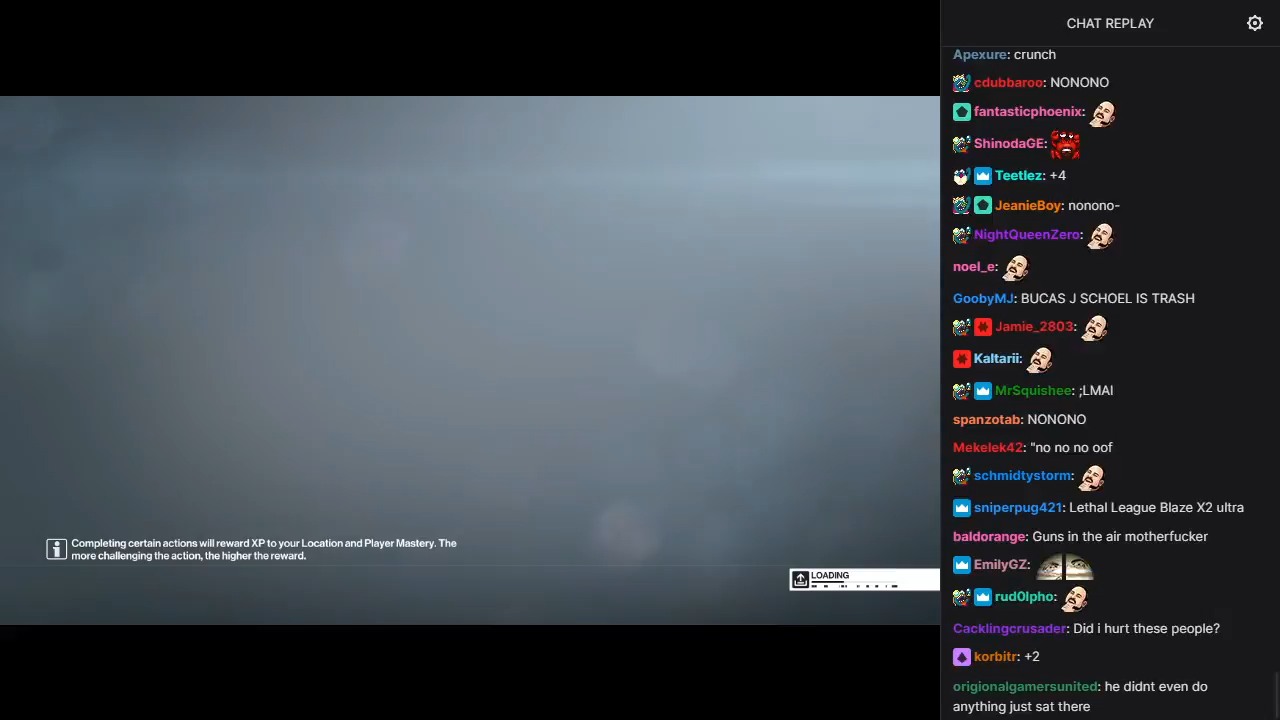 CHAT REPLAY
Apexure: crunch
cdubbaroo: NONONO
fantasticphoenix:
ShinodaGE:
Teetlez: +4
JeanieBoy: nonono-
NightQueenZero:
noel_e:
GoobyMJ: BUCAS J SCHOEL IS TRASH
Jamie_2803:
Kaltarii:
MrSquishee: ;LMAI
spanzotab: NONONO
Mekelek42: "no no no oof
schmidtystorm:
sniperpug421: Lethal League Blaze X2 ultra
baldorange: Guns in the air motherfucker
EmilyGZ:
rud0lpho:
Cacklingcrusader: Did i hurt these people?
korbitr: +2
origionalgamersunited: he didnt even do
anything just sat there
Completing certain actions will reward XP to your Location and Player Mastery. The
more challenging the action, the higher the reward.
LOADING